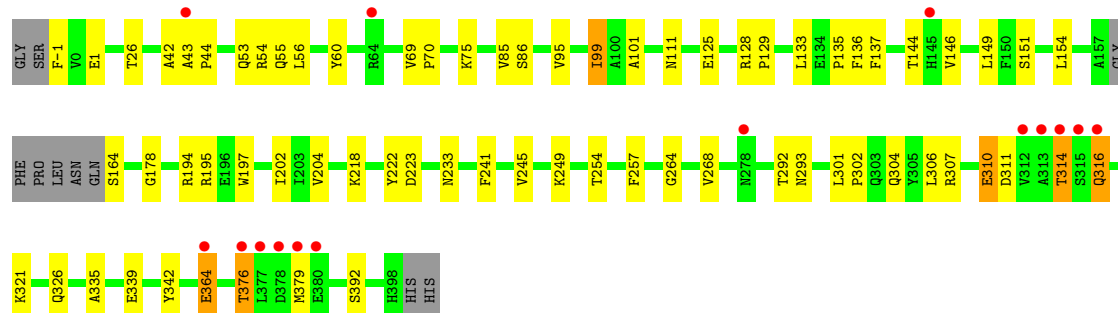 GLY SER F-1 V0 E1 T26 A42 A43 P44 Q53 R54 Q55 L56 Y60 R64 V69 P70 K75 V85 S86 V95 I99 A100 A101 N111 E125 R128 P129 L133 E134 P135 F136 F137 T144 H145 V146 L149 F150 S151 L154 A157 GLY
PHE PRO LEU ASN GLN S164 G178 R194 R195 E196 W197 I202 I203 V204 K218 Y222 D223 N233 F241 V245 K249 T254 F257 G264 V268 N278 T292 N293 L301 P302 Q303 Q304 Y305 L306 R307 E310 D311 V312 A313 T314 S315 Q316
K321 Q326 A335 E339 Y342 E364 T376 L377 D378 M379 E380 S392 H398 HIS HIS